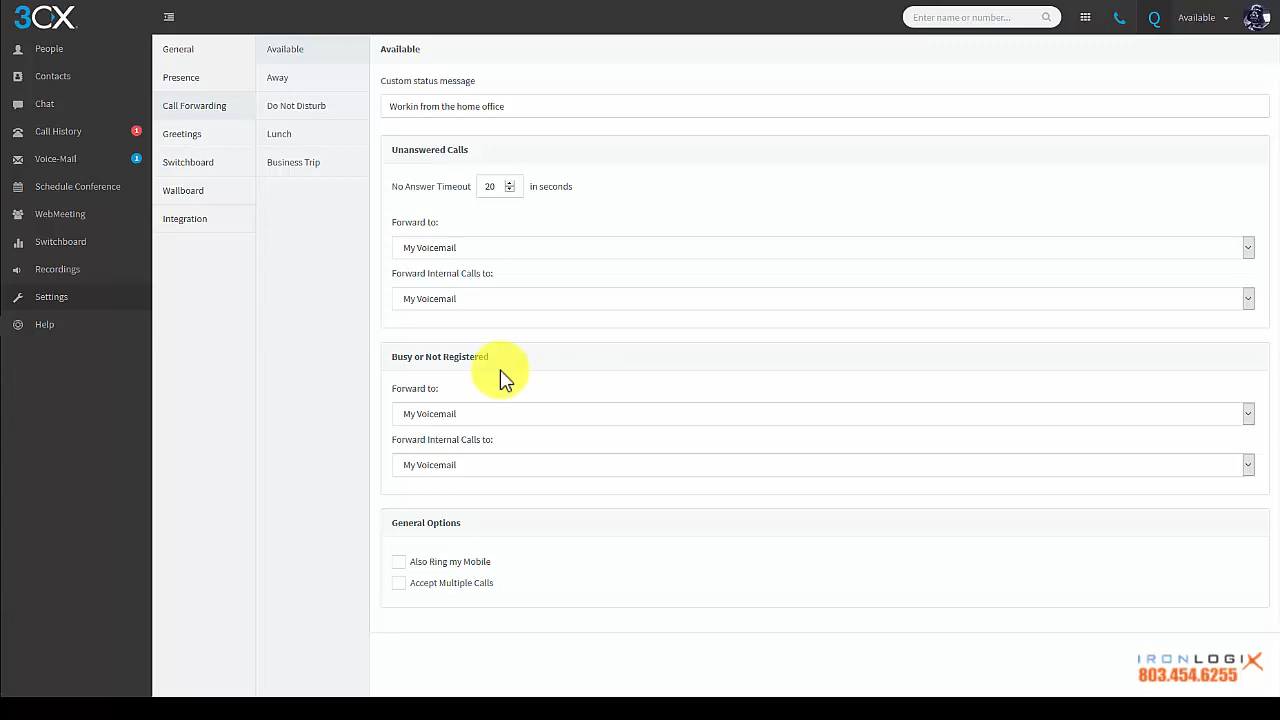 3CX
Enter name or number...
Available
People
Contacts
Chat
Call History 1
Voice-Mail 1
Schedule Conference
WebMeeting
Switchboard
Recordings
Settings
Help
General
Presence
Call Forwarding
Greetings
Switchboard
Wallboard
Integration
Available
Away
Do Not Disturb
Lunch
Business Trip
Available
Custom status message
Workin from the home office
Unanswered Calls
No Answer Timeout 20 in seconds
Forward to:
My Voicemail
Forward Internal Calls to:
My Voicemail
Busy or Not Registered
Forward to:
My Voicemail
Forward Internal Calls to:
My Voicemail
General Options
Also Ring my Mobile
Accept Multiple Calls
IRONLOGIX
803.454.6255